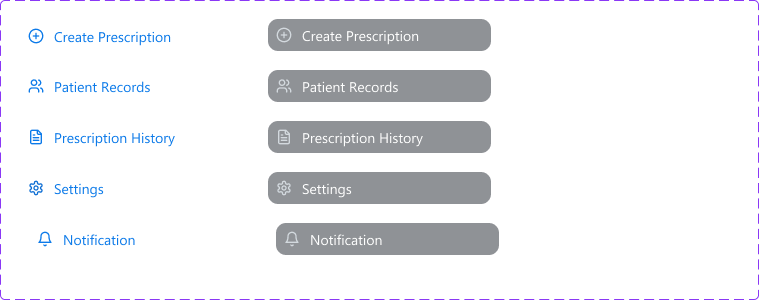 Create Prescription
Create Prescription
Patient Records
Patient Records
Prescription History
Prescription History
Settings
Settings
Notification
Notification